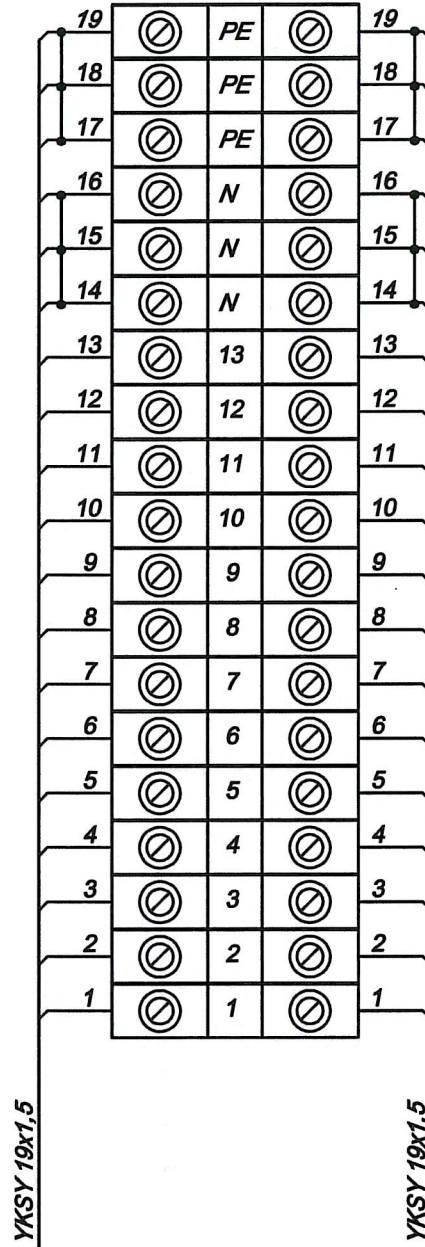 19 PE 19
18 PE 18
17 PE 17
16 N 16
15 N 15
14 N 14
13 13 13
12 12 12
11 11 11
10 10 10
9 9 9
8 8 8
7 7 7
6 6 6
5 5 5
4 4 4
3 3 3
2 2 2
1 1 1
YKSY 19x1,5
YKSY 19x1,5